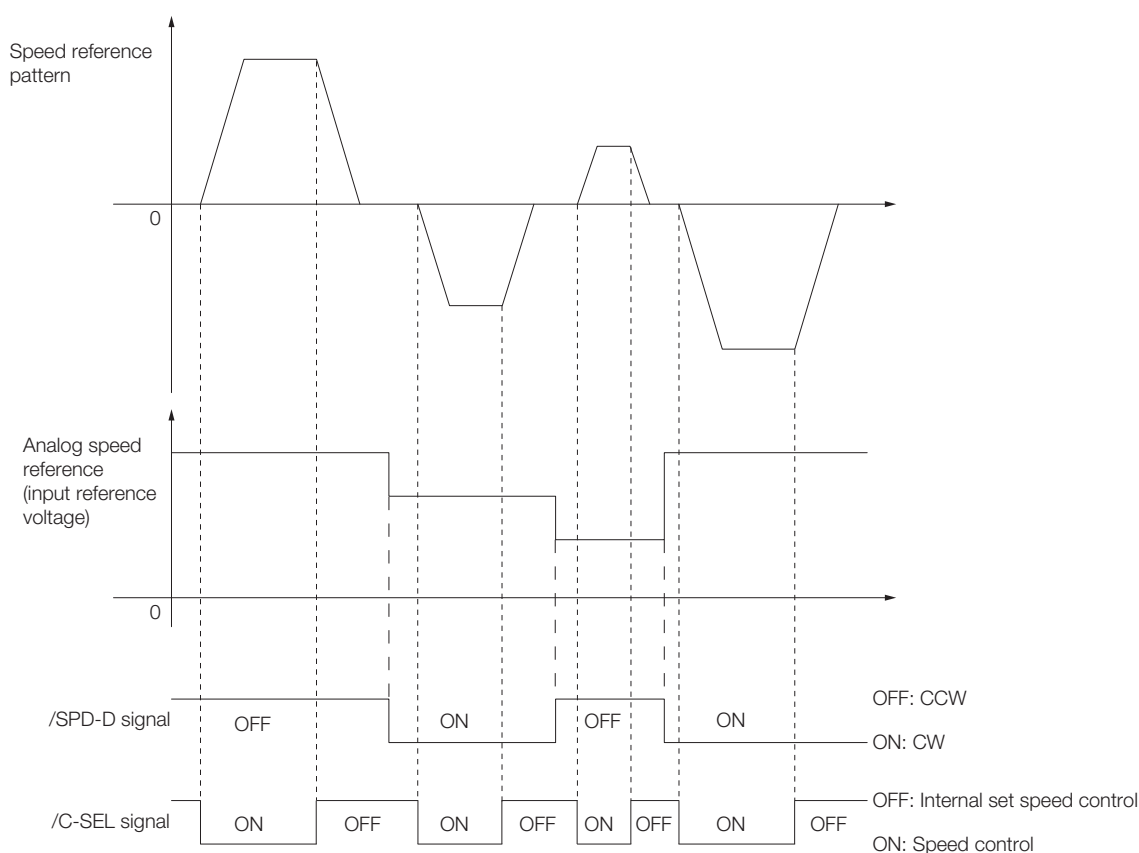 Speed reference
pattern
0
Analog speed
reference
(input reference
voltage)
0
/SPD-D signal
OFF
ON
OFF
ON
OFF: CCW
ON: CW
/C-SEL signal
ON
OFF
ON
OFF
ON
OFF
ON
OFF
OFF: Internal set speed control
ON: Speed control